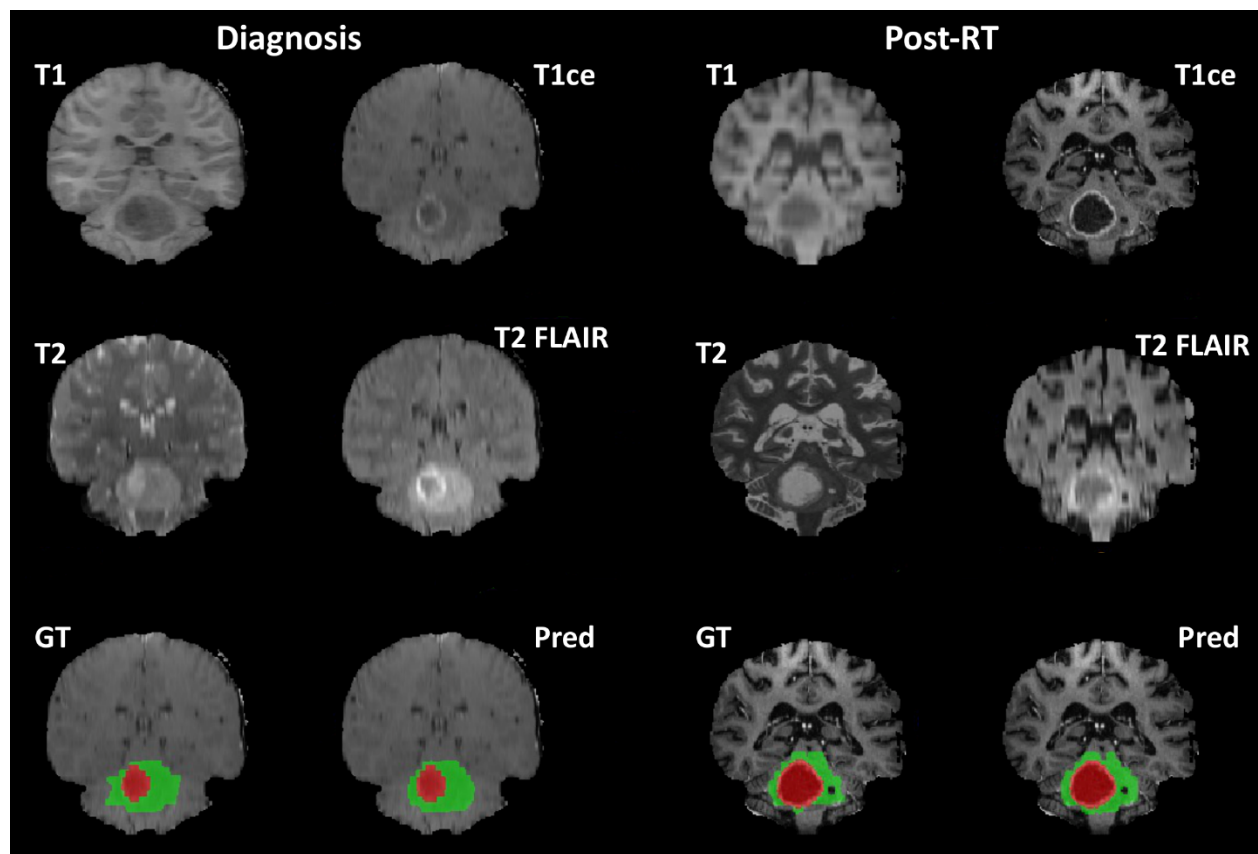 Diagnosis
Post-RT
T1
T1ce
T1
T1ce
T2
T2 FLAIR
T2
T2 FLAIR
GT
Pred
GT
Pred